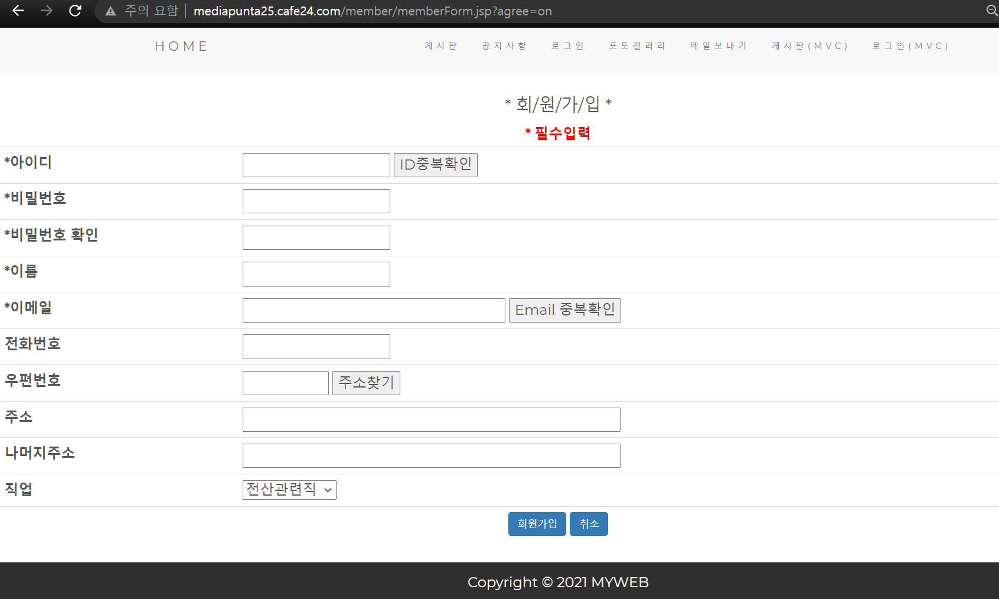 주의 요함 mediapunta25.cafe24.com/member/memberForm.jsp?agree=on
HOME 게시판 공지사항 로그인 포토갤러리 메일보내기 게시판(MVC) 로그인(MVC)
* 회/원/가/입 *
* 필수입력
*아이디 ID중복확인
*비밀번호
*비밀번호 확인
*이름
*이메일 Email 중복확인
전화번호
우편번호 주소찾기
주소
나머지주소
직업 전산관련직
회원가입 취소
Copyright © 2021 MYWEB